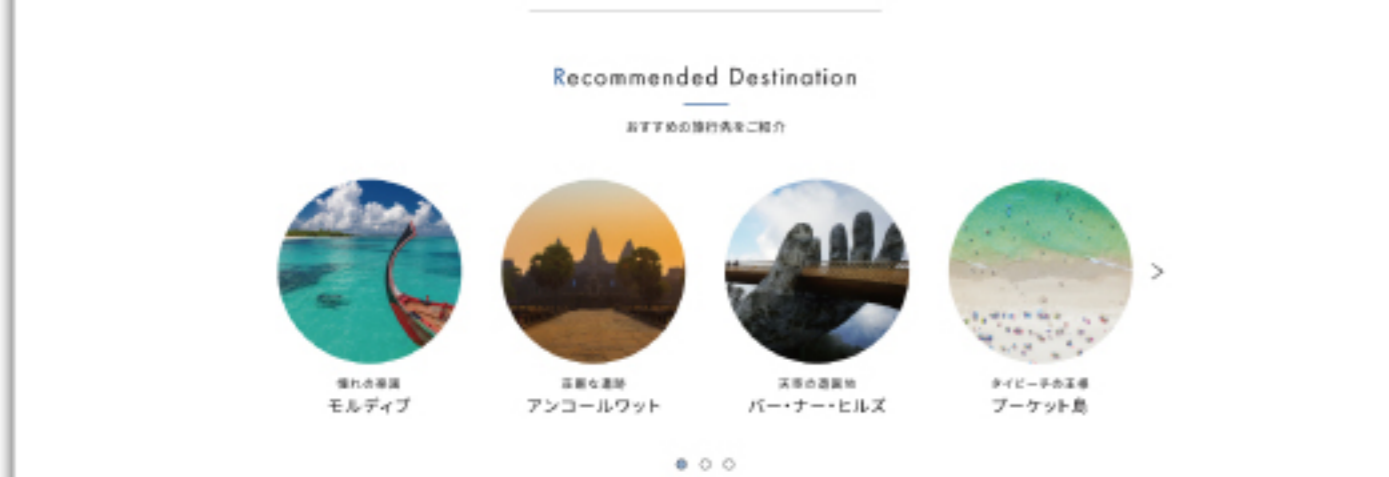 Recommended Destination
おすすめの旅行先をご紹介
憧れの楽園
モルディブ
荘厳な遺跡
アンコールワット
天空の遊園地
バー・ナー・ヒルズ
タイビーチの王様
プーケット島